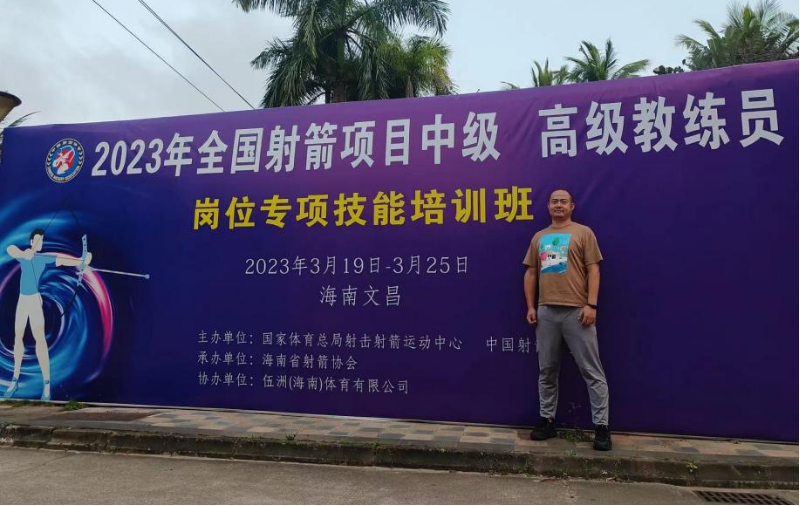 2023年全国射箭项目中级 高级教练员
岗位专项技能培训班
2023年3月19日-3月25日
海南文昌
主办单位：国家体育总局射击射箭运动中心 中国射
承办单位：海南省射箭协会
协办单位：伍洲(海南)体育有限公司